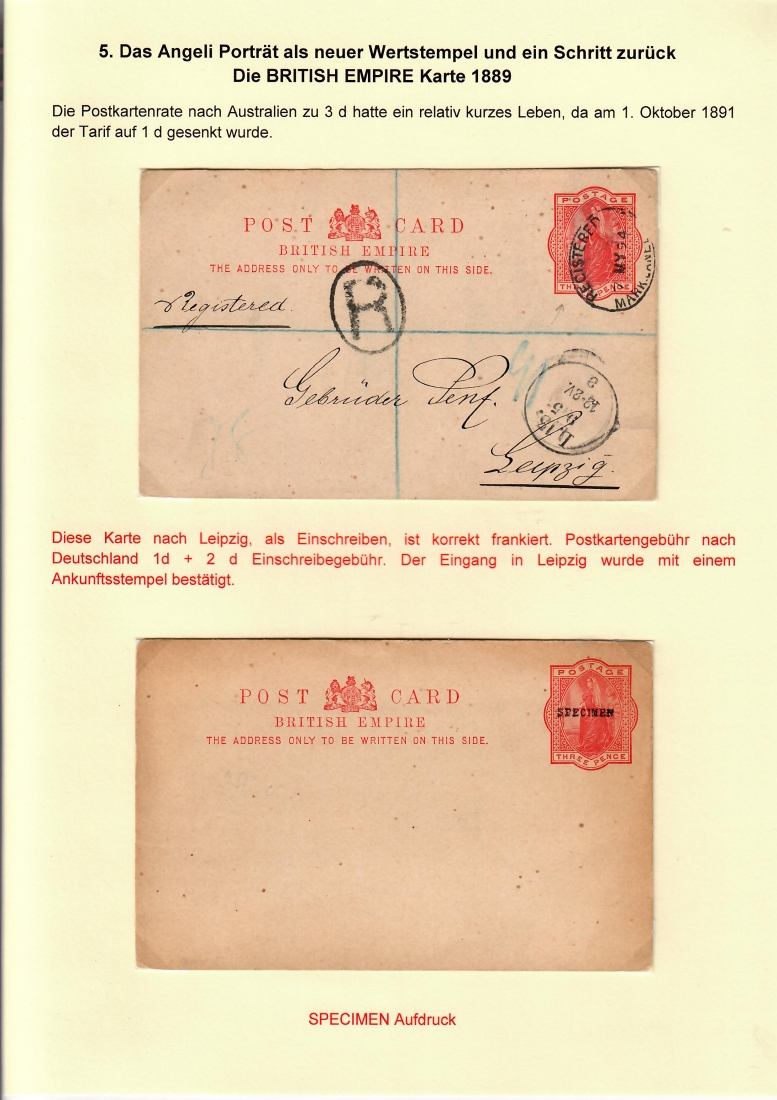 5. Das Angeli Porträt als neuer Wertstempel und ein Schritt zurück
Die BRITISH EMPIRE Karte 1889
Die Postkartenrate nach Australien zu 3 d hatte ein relativ kurzes Leben, da am 1. Oktober 1891
der Tarif auf 1 d gesenkt wurde.
POST CARD
BRITISH EMPIRE
THE ADDRESS ONLY TO BE WRITTEN ON THIS SIDE.
POSTAGE
REGISTERED
MY 94
MARK LANE
Registered.
R
Gebrüder Senf.
12-2V.
Leipzig.
Diese Karte nach Leipzig, als Einschreiben, ist korrekt frankiert. Postkartengebühr nach
Deutschland 1d + 2 d Einschreibegebühr. Der Eingang in Leipzig wurde mit einem
Ankunftsstempel bestätigt.
POST CARD
BRITISH EMPIRE
THE ADDRESS ONLY TO BE WRITTEN ON THIS SIDE.
POSTAGE
SPECIMEN
THREE PENCE
SPECIMEN Aufdruck